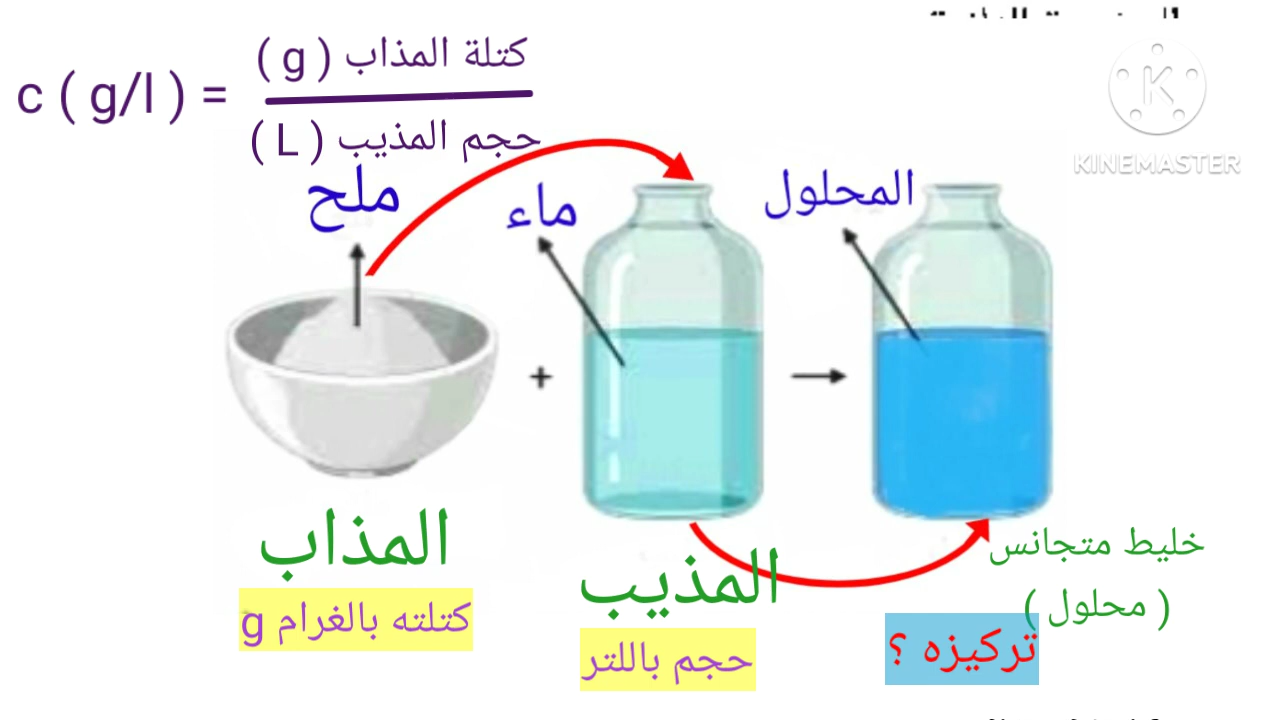 c ( g/l ) =
كتلة المذاب ( g )
حجم المذيب ( L )
K
KINEMASTER
ملح
ماء
المحلول
+
المذاب
كتلته بالغرام g
المذيب
حجم باللتر
خليط متجانس
( محلول )
تركيزه ؟